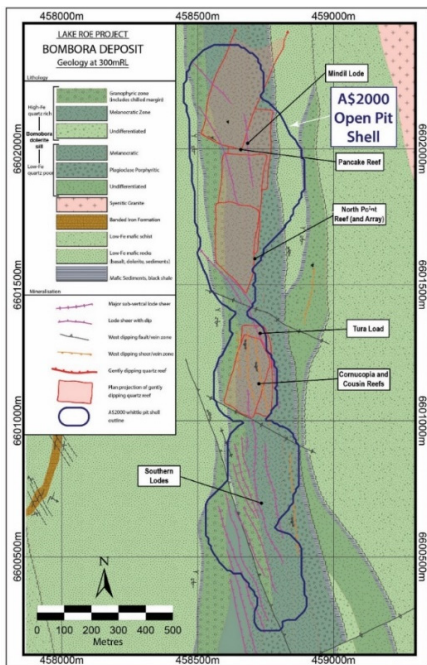 458000m
458500m
459000m
LAKE ROE PROJECT
BOMBORA DEPOSIT
Geology at 300mRL
Lithology
High-Fe
quartz rich
Bombora
dolerite
sill
Low-Fe
quartz poor
Granophyric Zone
(Includes chilled margin)
Melanocratic Zone
Undifferentiated
Melanocratic
Plagioclase Porphyritic
Undifferentiated
Syenitic Granite
Banded Iron Formation
Low-Fe mafic schist
Low-Fe mafic rocks
(basalt, dolerite, sediments)
Mafic Sediments, black shale
Mineralisation
Major sub-vertical lode shear
Lode shear with dip
West dipping fault/vein zone
West dipping shoot/vein zone
Gently dipping quartz reef
Plan projection of gently
dipping quartz reef
A$2000 whittle pit shell
outline
Mindil Lode
A$2000
Open Pit
Shell
Pancake Reef
North Point
Reef (and Array)
Tura Load
Cornucopia and
Cousin Reefs
Southern
Lodes
6602000m
6601500m
6601000m
6600500m
6602000m
6601500m
6601000m
6600500m
N
0 100 200 300 400 500
Metres
458000m
458500m
459000m